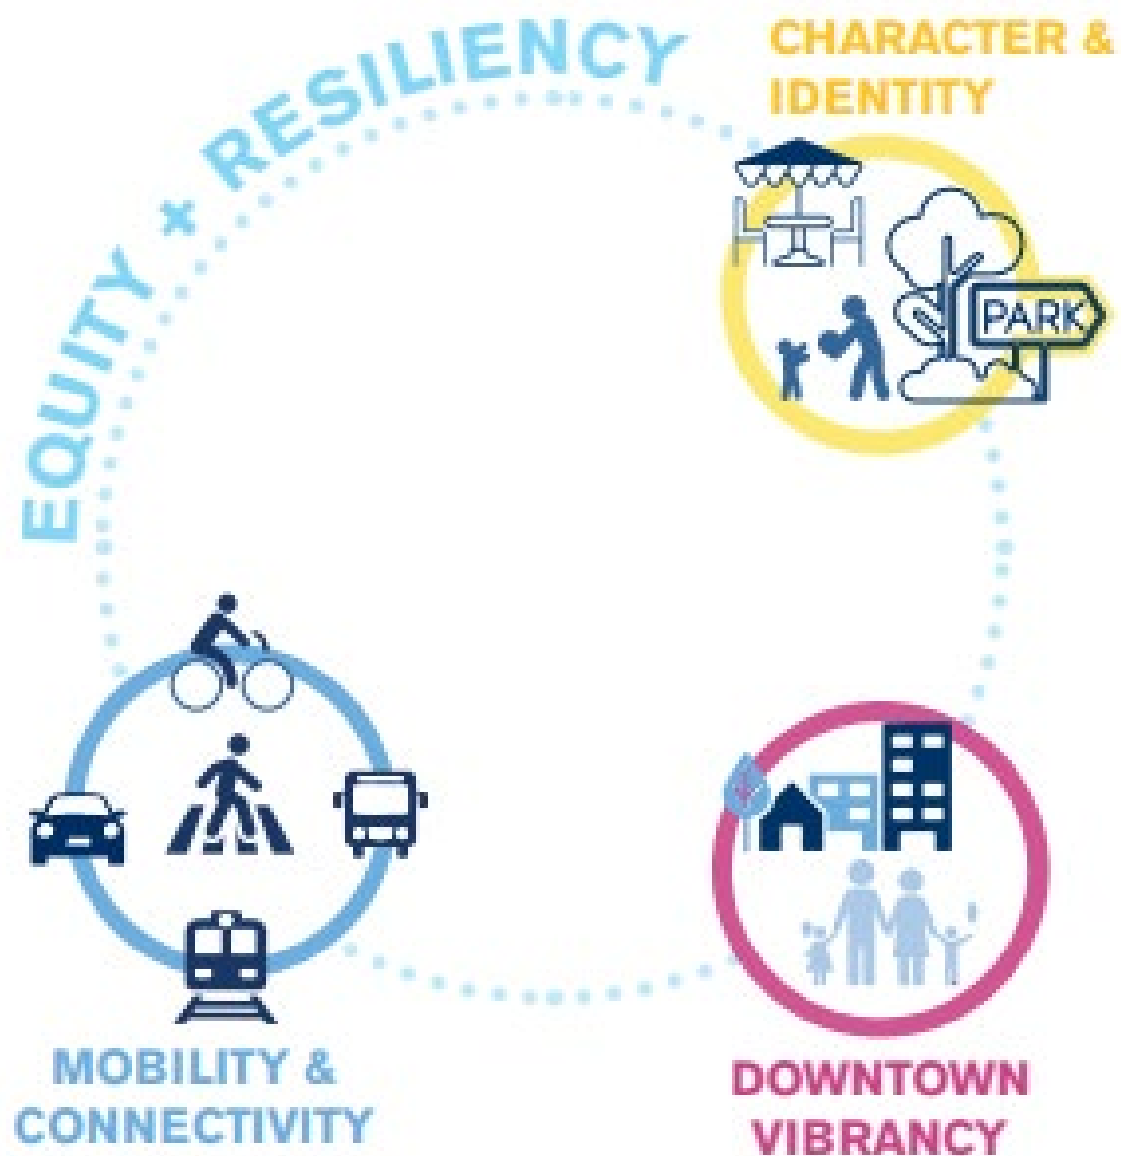 EQUITY + RESILIENCY
CHARACTER &
IDENTITY
PARK
MOBILITY &
CONNECTIVITY
DOWNTOWN
VIBRANCY